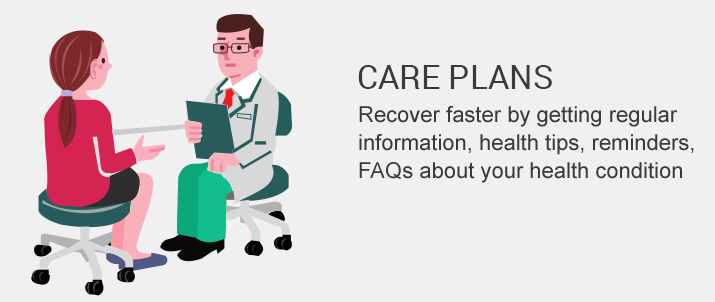 CARE PLANS
Recover faster by getting regular
information, health tips, reminders,
FAQs about your health condition